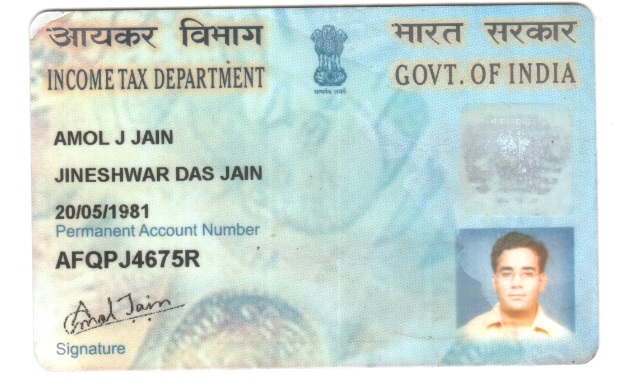 आयकर विभाग
भारत सरकार
INCOME TAX DEPARTMENT
GOVT. OF INDIA
सत्यमेव जयते
AMOL J JAIN
JINESHWAR DAS JAIN
20/05/1981
Permanent Account Number
AFQPJ4675R
Amol Jain
Signature